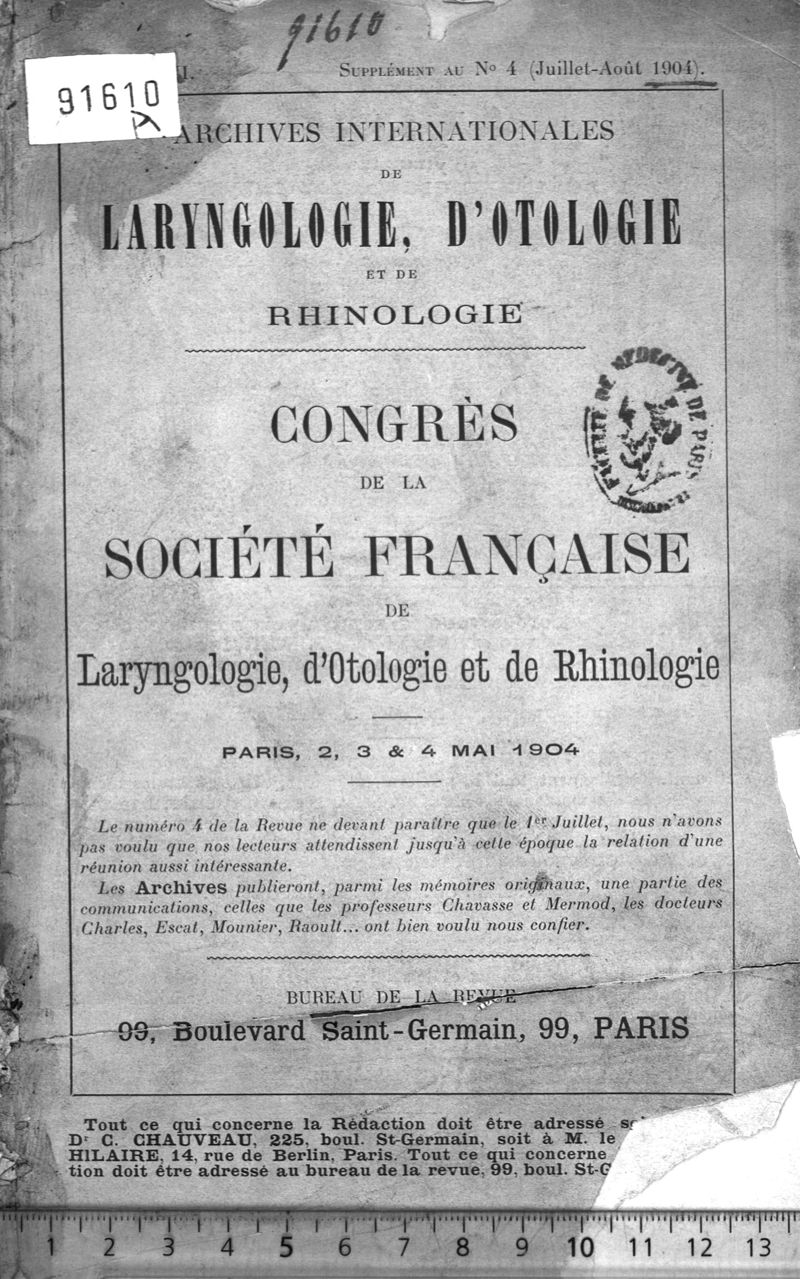 91610
SUPPLÉMENT AU No 4 (Juillet-Août 1904).
91610
A
ARCHIVES INTERNATIONALES
DE
LARYNGOLOGIE, D'OTOLOGIE
ET DE
RHINOLOGIE
FACULTÉ DE MÉDECINE DE PARIS
CONGRÈS
DE LA
SOCIÉTÉ FRANÇAISE
DE
Laryngologie, d'Otologie et de Rhinologie
PARIS, 2, 3 & 4 MAI 1904
Le numéro 4 de la Revue ne devant paraître que le 1er Juillet, nous n'avons
pas voulu que nos lecteurs attendissent jusqu'à cette époque la relation d'une
réunion aussi intéressante.
Les Archives publieront, parmi les mémoires originaux, une partie des
communications, celles que les professeurs Chavasse et Mermod, les docteurs
Charles, Escat, Mounier, Raoult... ont bien voulu nous confier.
BUREAU DE LA REVUE
99, Boulevard Saint-Germain, 99, PARIS
Tout ce qui concerne la Rédaction doit être adressé
Dr C. CHAUVEAU, 225, boul. St-Germain, soit à M. le
HILAIRE, 14, rue de Berlin, Paris. Tout ce qui concerne
tion doit être adressé au bureau de la revue, 99, boul. St-G
1 2 3 4 5 6 7 8 9 10 11 12 13